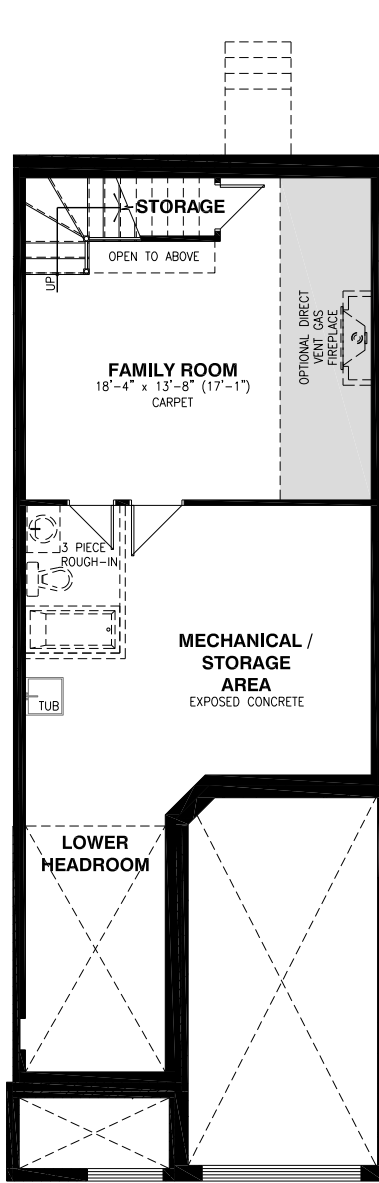 STORAGE
OPEN TO ABOVE
UP
OPTIONAL DIRECT
VENT GAS
FIREPLACE
FAMILY ROOM
18'-4" x 13'-8" (17'-1")
CARPET
3 PIECE
ROUGH-IN
MECHANICAL /
STORAGE
AREA
EXPOSED CONCRETE
TUB
LOWER
HEADROOM